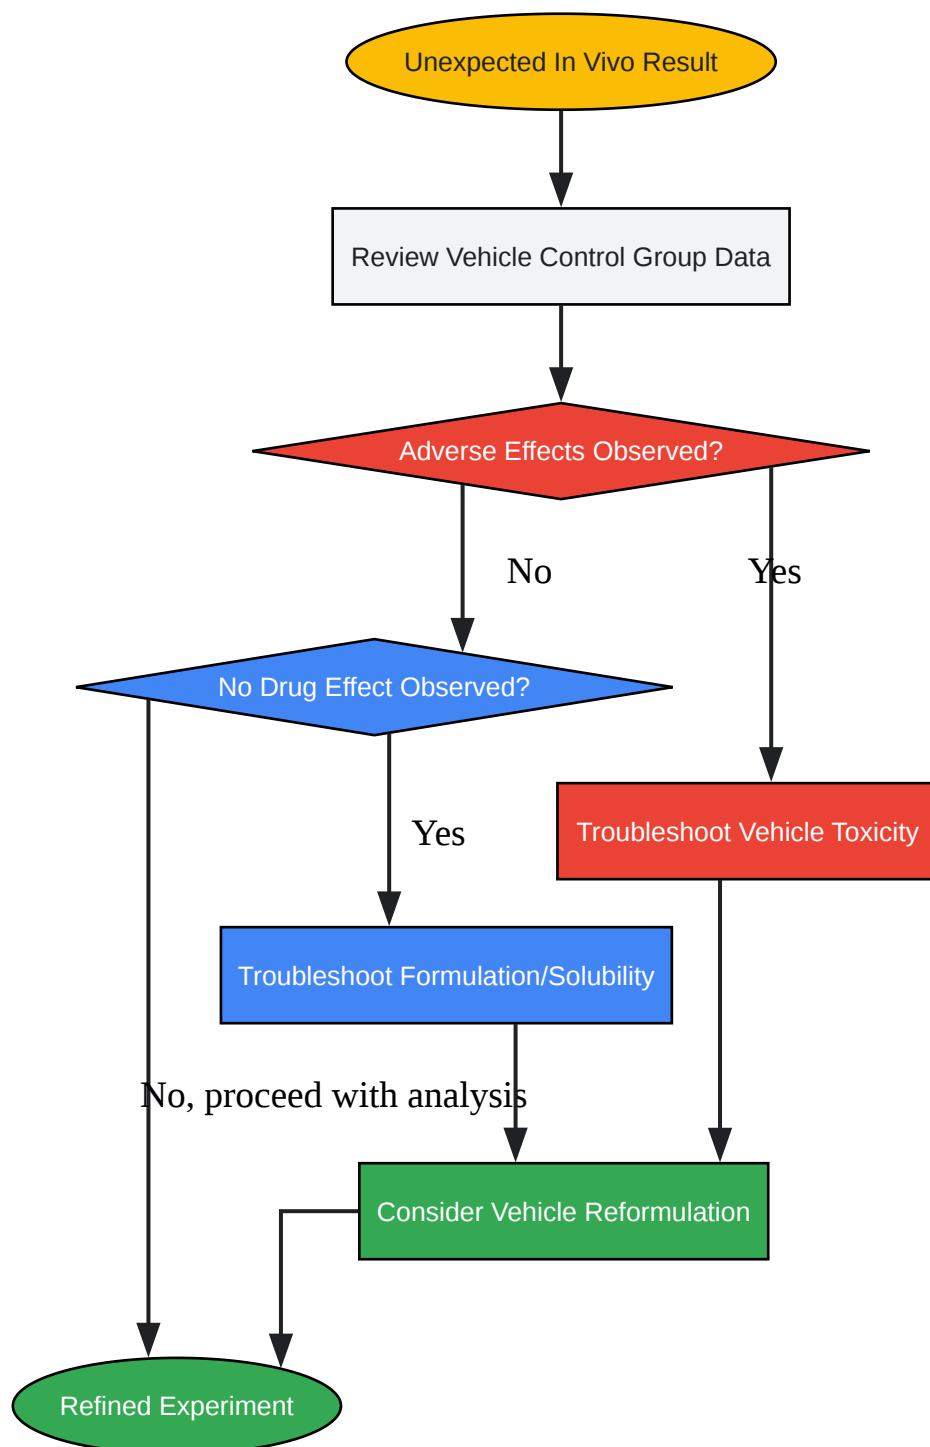 Unexpected In Vivo Result
Review Vehicle Control Group Data
Adverse Effects Observed?
No
Yes
No Drug Effect Observed?
Yes
Troubleshoot Vehicle Toxicity
Troubleshoot Formulation/Solubility
No, proceed with analysis
Consider Vehicle Reformulation
Refined Experiment